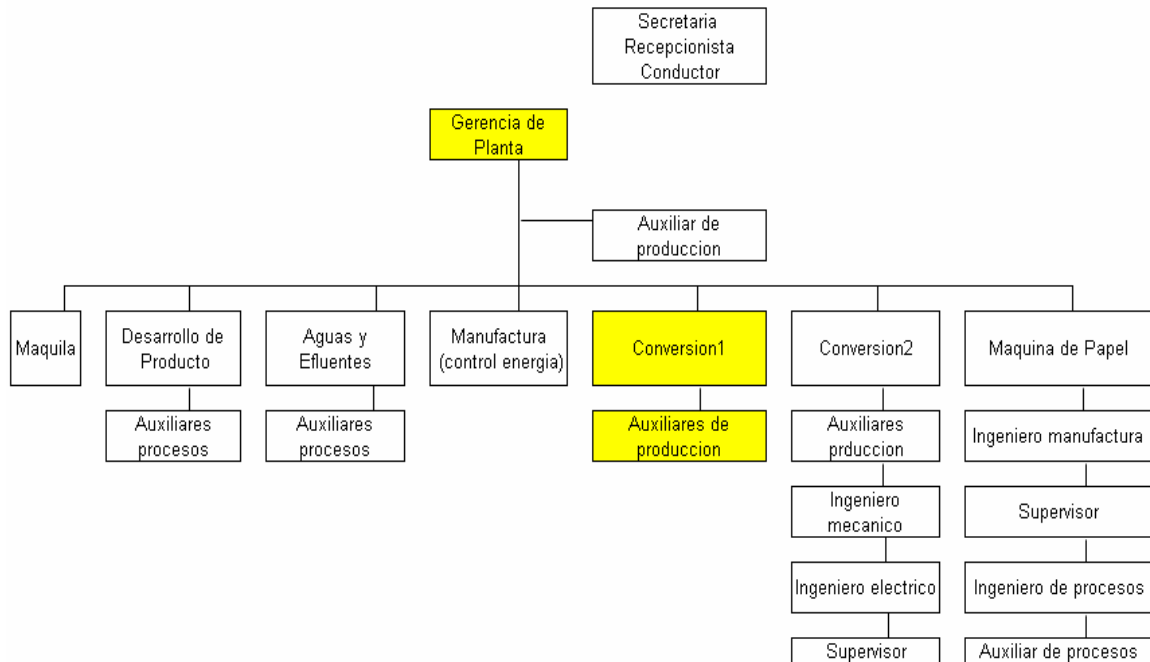 Secretaria
Recepcionista
Conductor
Gerencia de
Planta
Auxiliar de
produccion
Maquila
Desarrollo de
Producto
Aguas y
Efluentes
Manufactura
(control energia)
Conversion1
Conversion2
Maquina de Papel
Auxiliares
procesos
Auxiliares
procesos
Auxiliares de
produccion
Auxiliares
prduccion
Ingeniero manufactura
Ingeniero
mecanico
Supervisor
Ingeniero electrico
Ingeniero de procesos
Supervisor
Auxiliar de procesos